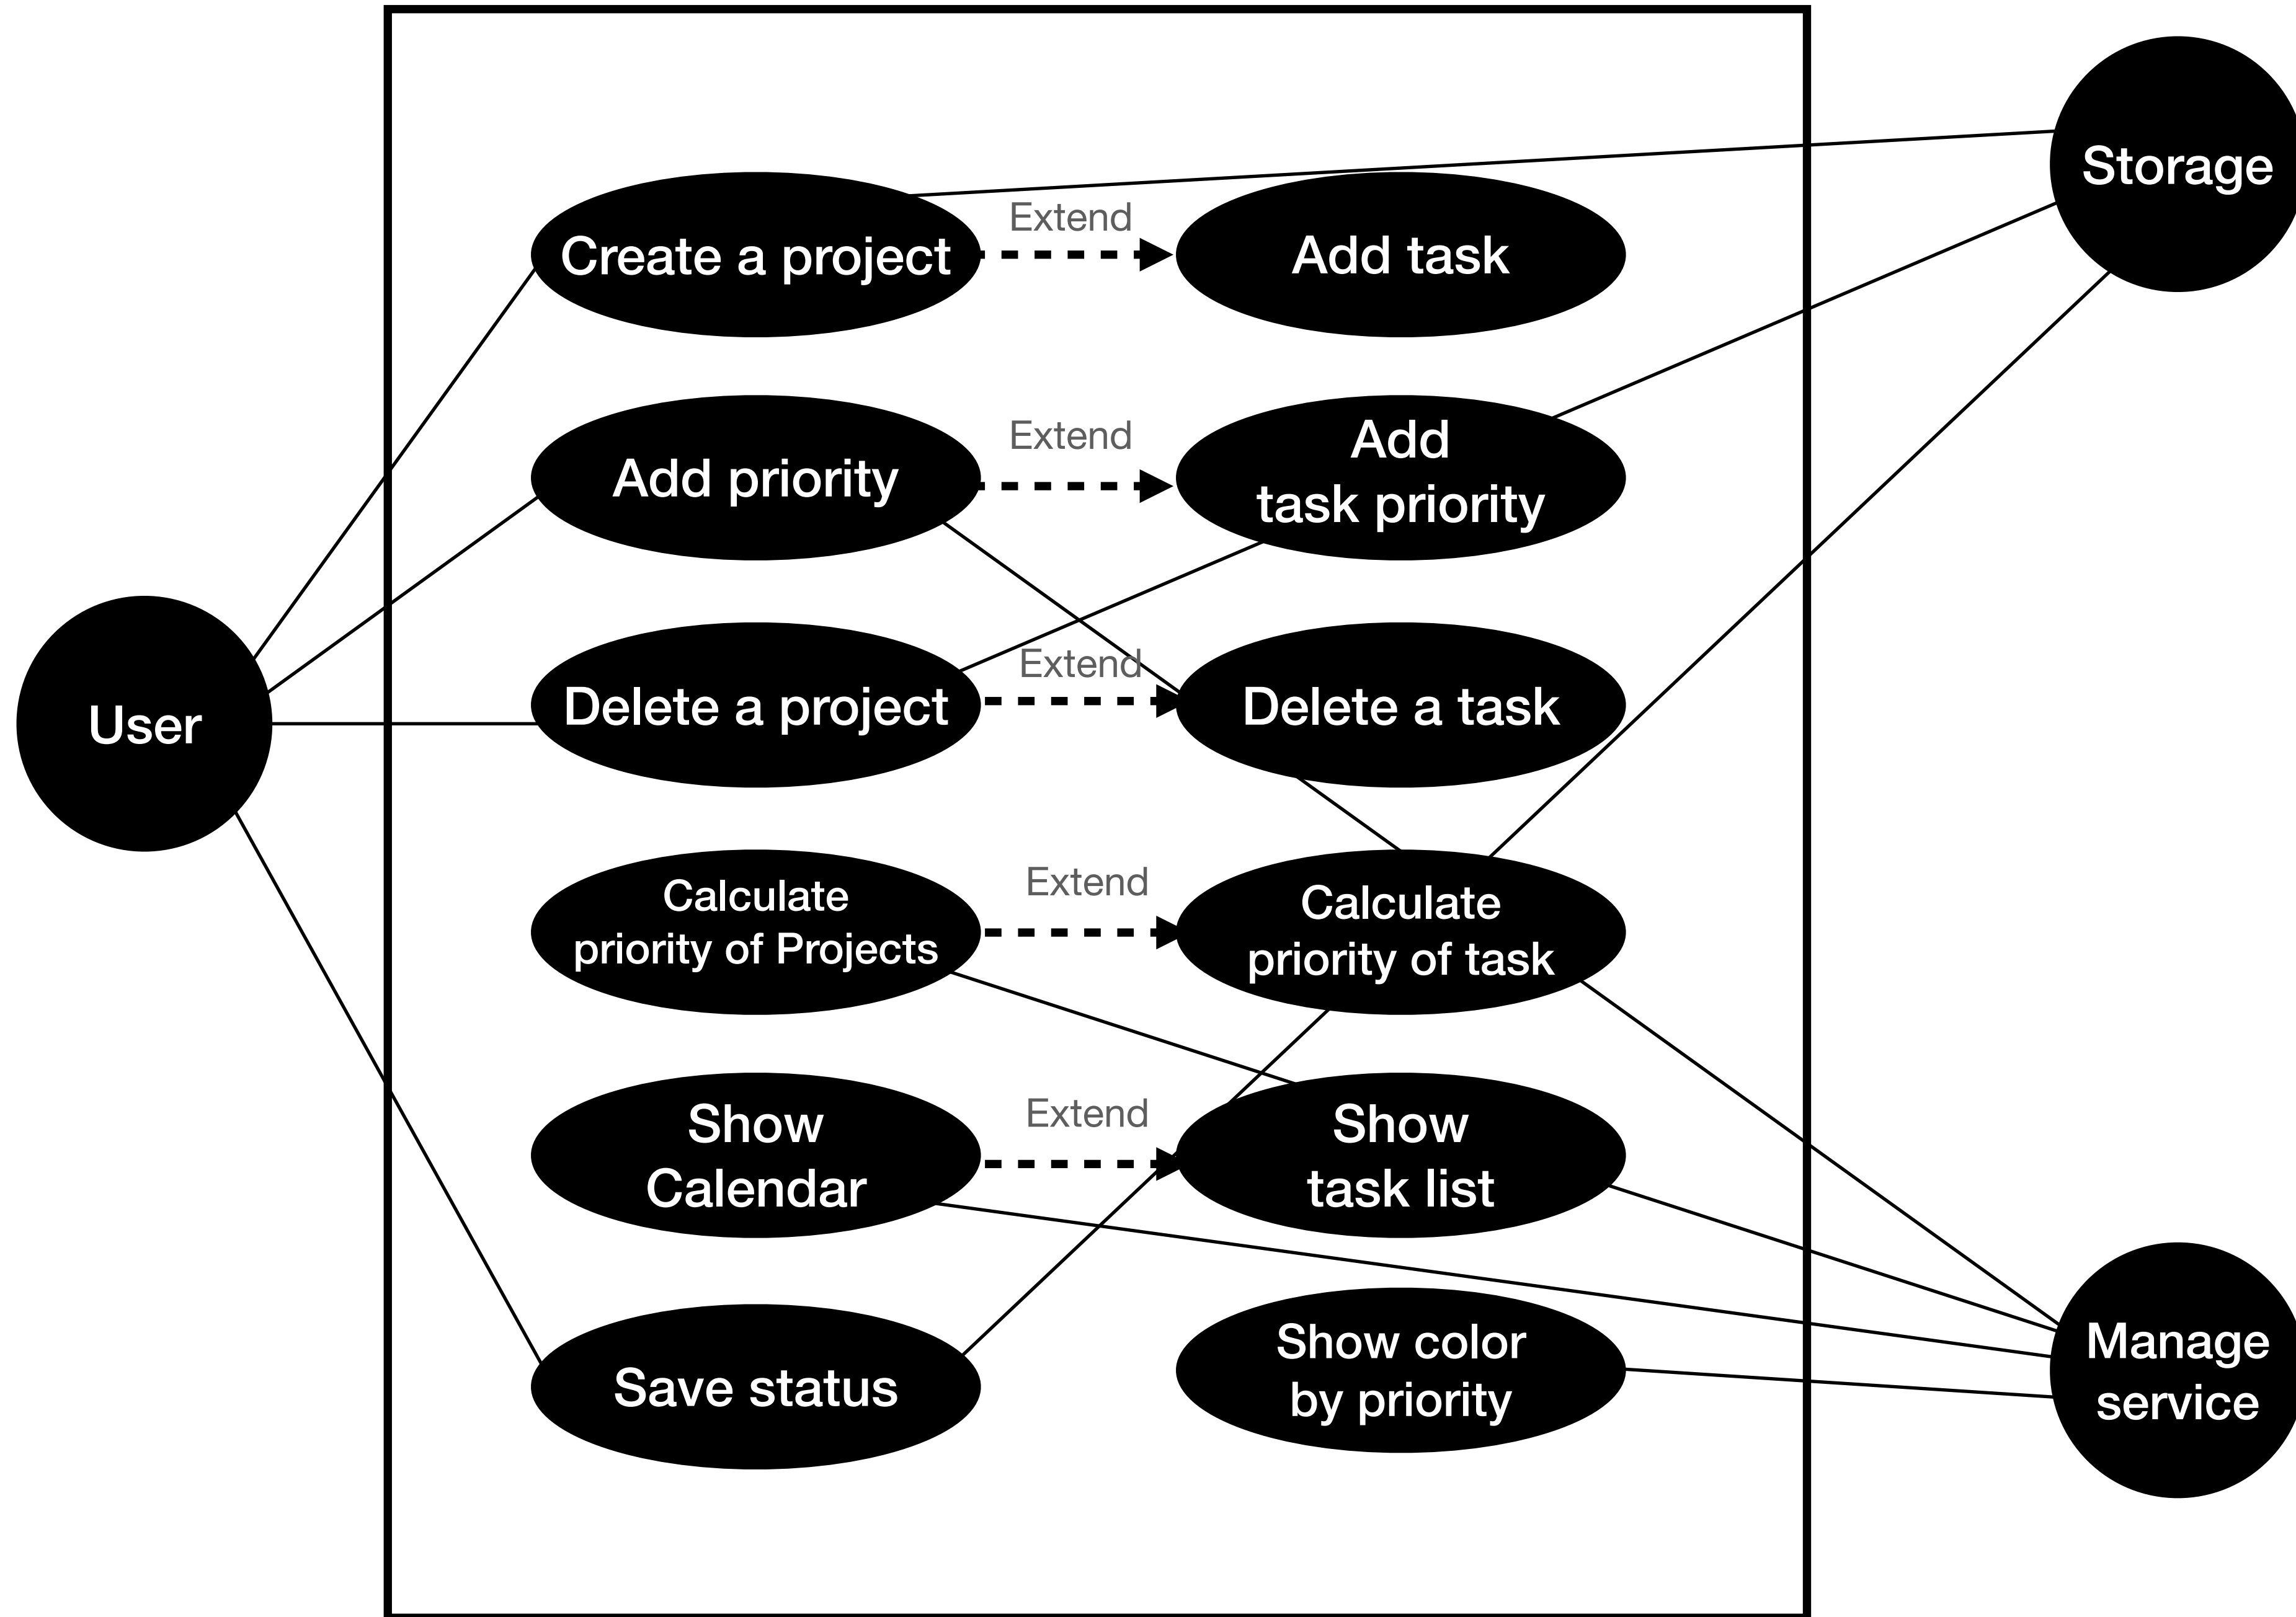 Storage
Create a project
Extend
Add task
Add priority
Extend
Add
task priority
User
Delete a project
Extend
Delete a task
Calculate
priority of Projects
Extend
Calculate
priority of task
Show
Calendar
Extend
Show
task list
Save status
Show color
by priority
Manage
service